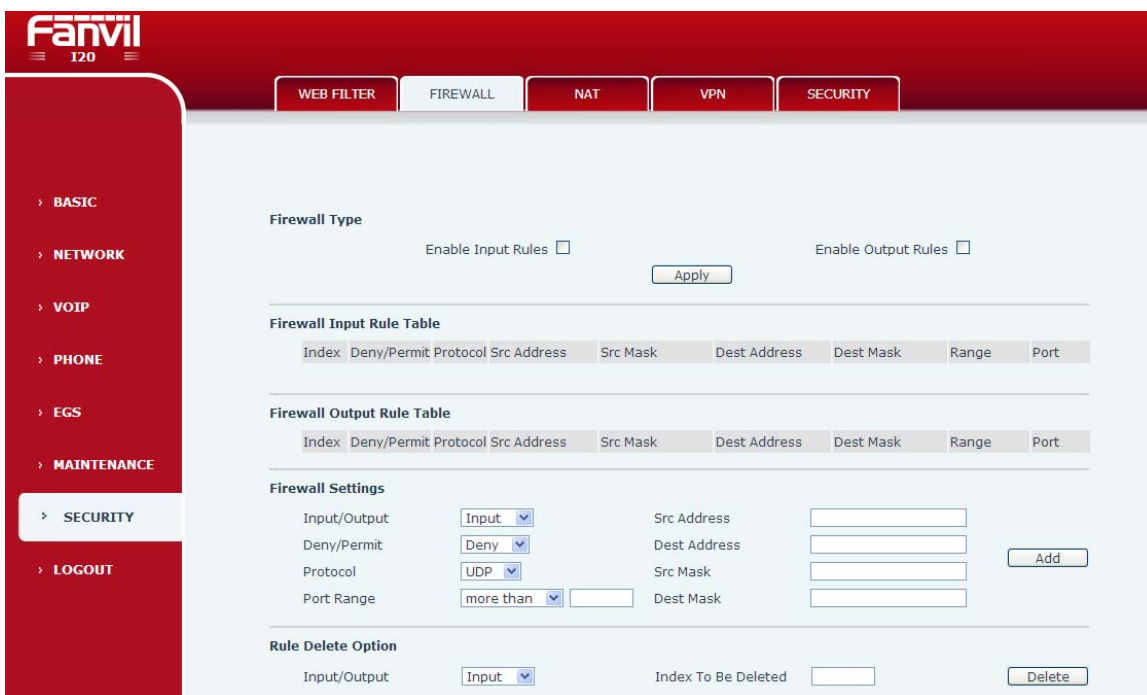 Fanvil
I20
WEB FILTER FIREWALL NAT VPN SECURITY
BASIC
NETWORK
VOIP
PHONE
EGS
MAINTENANCE
SECURITY
LOGOUT
Firewall Type
Enable Input Rules Enable Output Rules
Apply
Firewall Input Rule Table
Index Deny/Permit Protocol Src Address Src Mask Dest Address Dest Mask Range Port
Firewall Output Rule Table
Index Deny/Permit Protocol Src Address Src Mask Dest Address Dest Mask Range Port
Firewall Settings
Input/Output Input Src Address
Deny/Permit Deny Dest Address
Add
Protocol UDP Src Mask
Port Range more than Dest Mask
Rule Delete Option
Input/Output Input Index To Be Deleted Delete